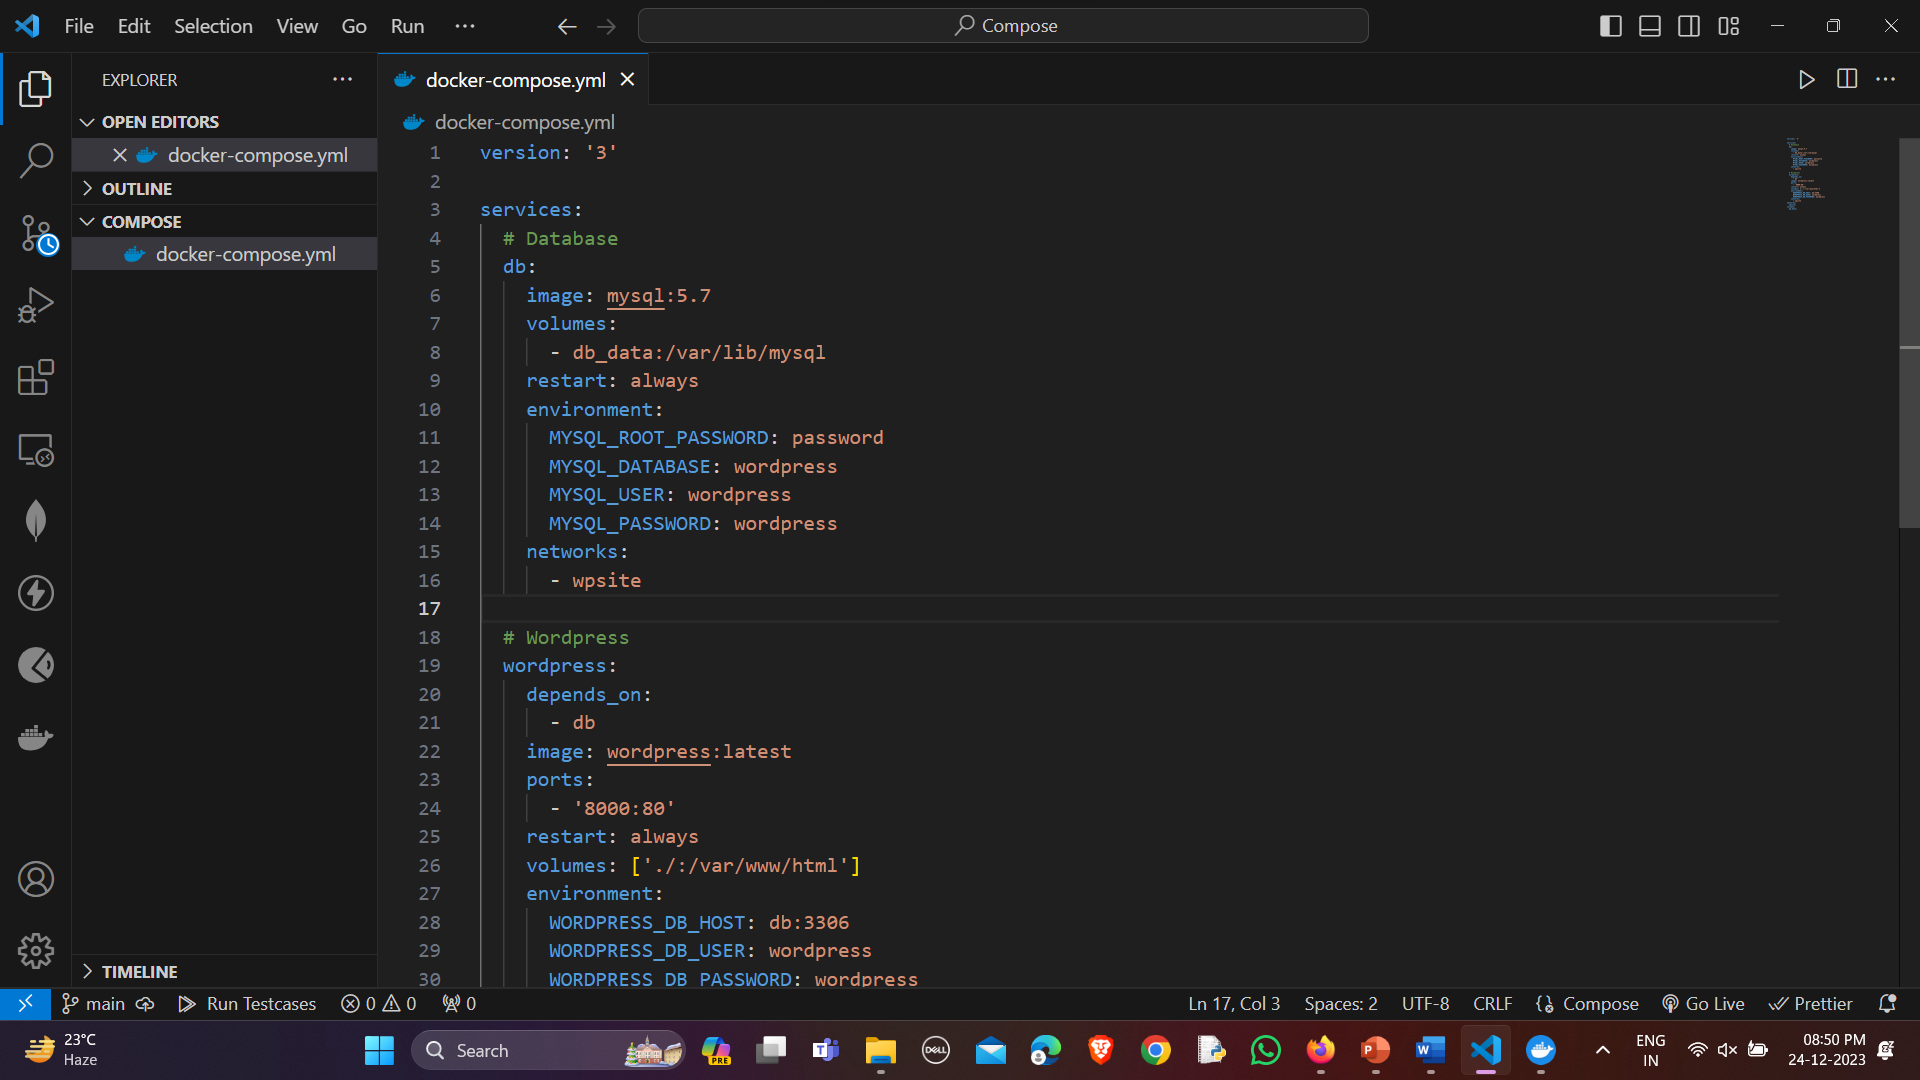 File Edit Selection View Go Run ···
Compose
EXPLORER
OPEN EDITORS
docker-compose.yml
OUTLINE
COMPOSE
docker-compose.yml
TIMELINE
docker-compose.yml
docker-compose.yml
1 version: '3'
2
3 services:
4 # Database
5 db:
6 image: mysql:5.7
7 volumes:
8 - db_data:/var/lib/mysql
9 restart: always
10 environment:
11 MYSQL_ROOT_PASSWORD: password
12 MYSQL_DATABASE: wordpress
13 MYSQL_USER: wordpress
14 MYSQL_PASSWORD: wordpress
15 networks:
16 - wpsite
17
18 # Wordpress
19 wordpress:
20 depends_on:
21 - db
22 image: wordpress:latest
23 ports:
24 - '8000:80'
25 restart: always
26 volumes: ['./:/var/www/html']
27 environment:
28 WORDPRESS_DB_HOST: db:3306
29 WORDPRESS_DB_USER: wordpress
30 WORDPRESS_DB_PASSWORD: wordpress
main Run Testcases 0 0 0 Ln 17, Col 3 Spaces: 2 UTF-8 CRLF Compose Go Live Prettier
23°C
Haze
Search
PRE
DELL
ENG
IN
08:50 PM
24-12-2023